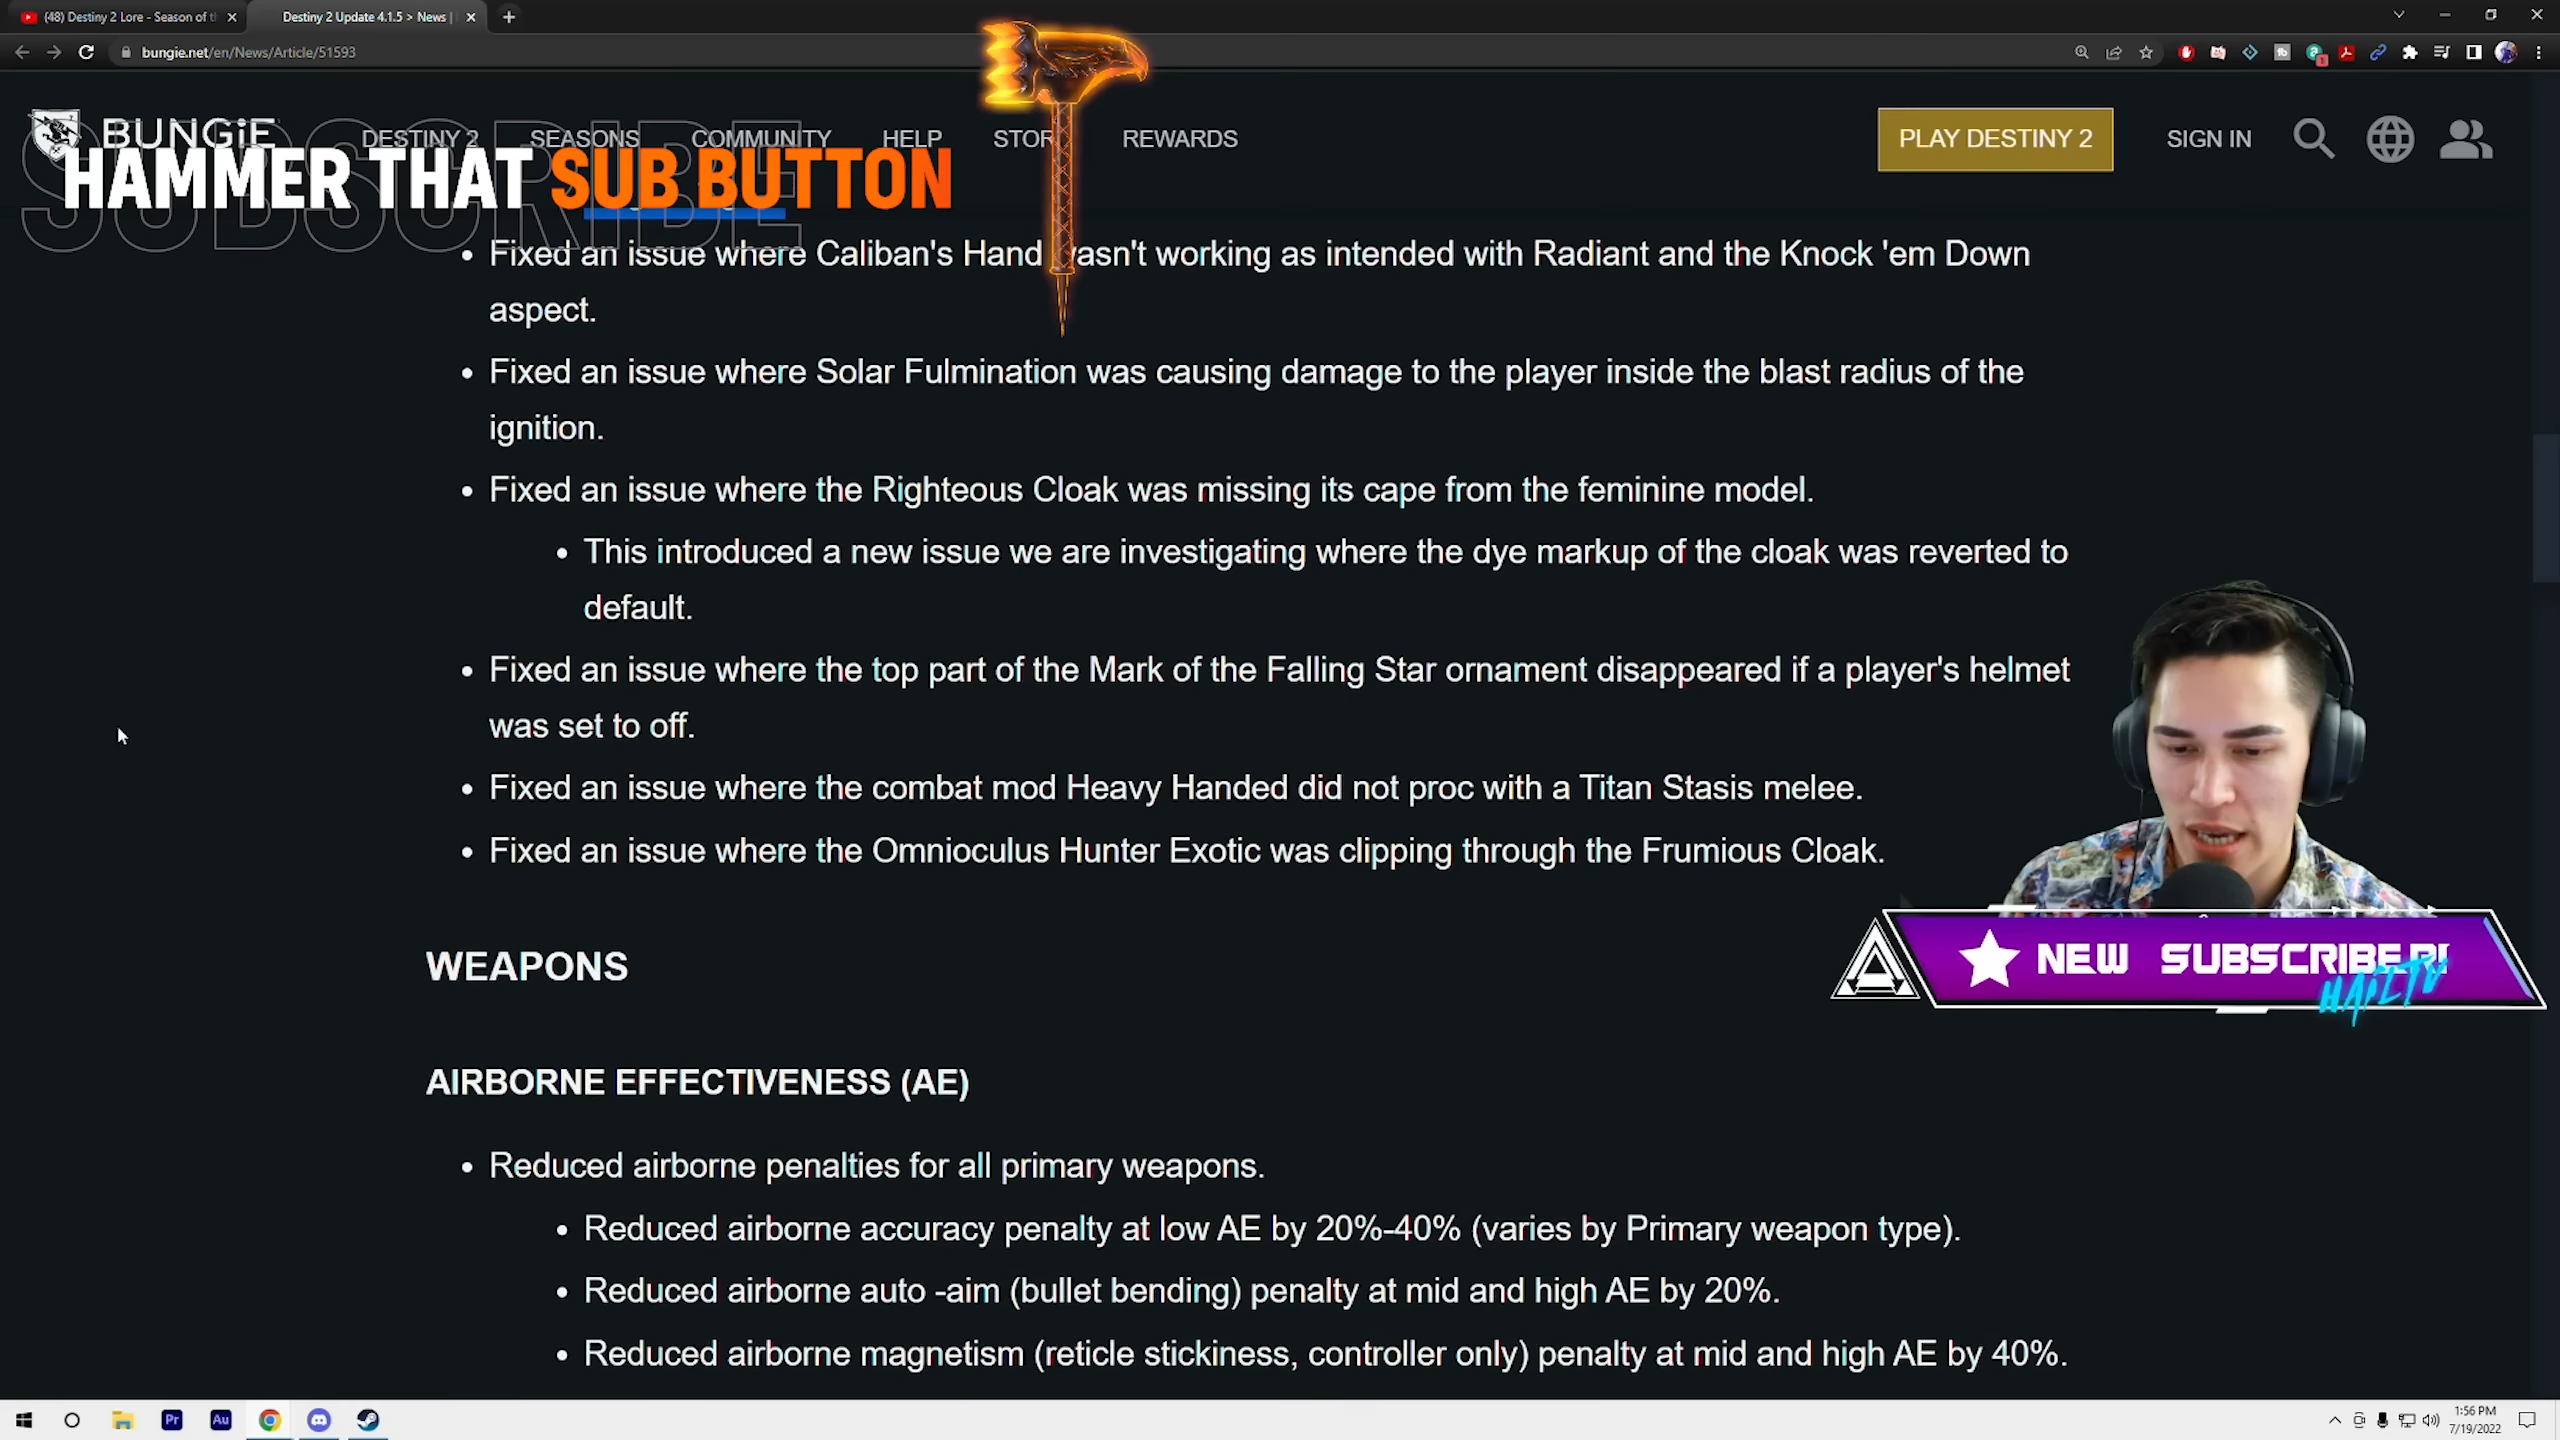 (48) Destiny 2 Lore - Season of t
Destiny 2 Update 4.1.5 > News |
bungie.net/en/News/Article/51593
BUNGiE
DESTINY 2
SEASONS
COMMUNITY
HELP
STOR
REWARDS
PLAY DESTINY 2
SIGN IN
SUBSCRIBE
HAMMER THAT SUB BUTTON
Fixed an issue where Caliban's Hand wasn't working as intended with Radiant and the Knock 'em Down
aspect.
Fixed an issue where Solar Fulmination was causing damage to the player inside the blast radius of the
ignition.
Fixed an issue where the Righteous Cloak was missing its cape from the feminine model.
This introduced a new issue we are investigating where the dye markup of the cloak was reverted to
default.
Fixed an issue where the top part of the Mark of the Falling Star ornament disappeared if a player's helmet
was set to off.
Fixed an issue where the combat mod Heavy Handed did not proc with a Titan Stasis melee.
Fixed an issue where the Omnioculus Hunter Exotic was clipping through the Frumious Cloak.
NEW SUBSCRIBER!
WEAPONS
AIRBORNE EFFECTIVENESS (AE)
Reduced airborne penalties for all primary weapons.
Reduced airborne accuracy penalty at low AE by 20%-40% (varies by Primary weapon type).
Reduced airborne auto -aim (bullet bending) penalty at mid and high AE by 20%.
Reduced airborne magnetism (reticle stickiness, controller only) penalty at mid and high AE by 40%.
Pr
Au
1:56 PM
7/19/2022